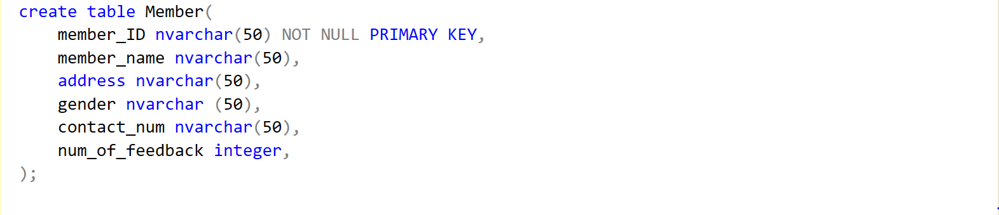 create table Member(
    member_ID nvarchar(50) NOT NULL PRIMARY KEY,
    member_name nvarchar(50),
    address nvarchar(50),
    gender nvarchar (50),
    contact_num nvarchar(50),
    num_of_feedback integer,
);